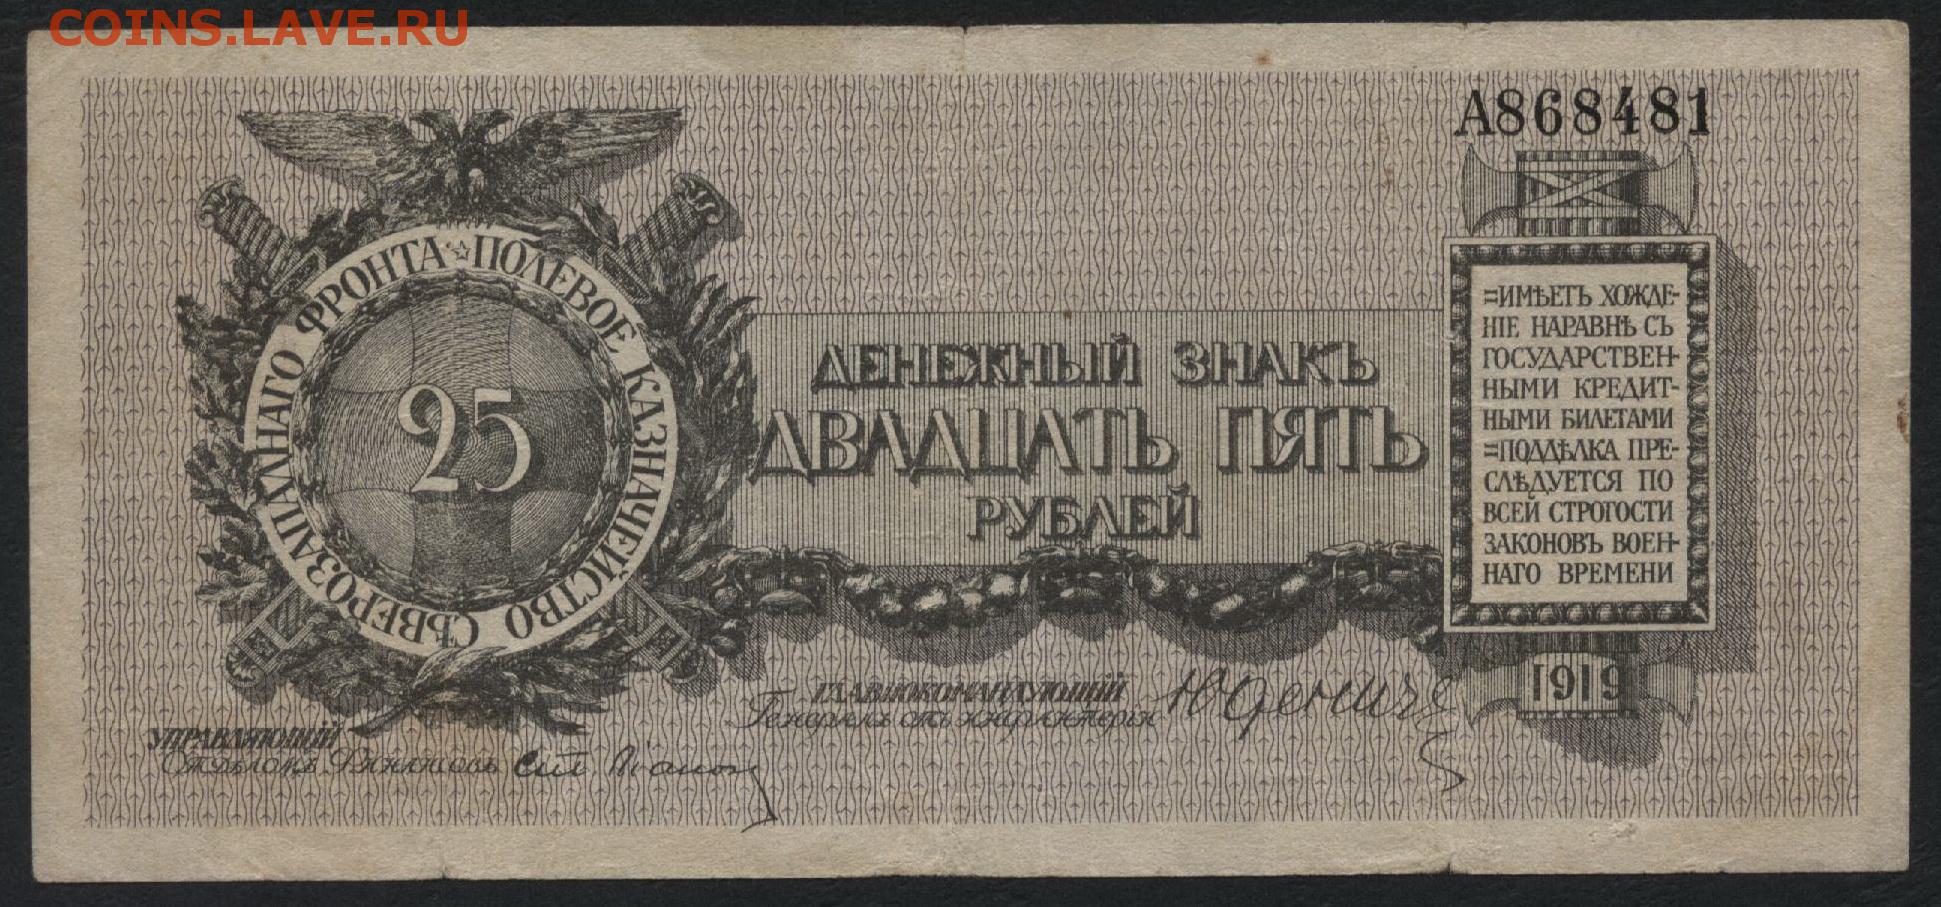 COINS.LAVE.RU
А868481
ПОЛЕВОЕ КАЗНАЧЕЙСТВО СѢВЕРОЗАПАДНАГО ФРОНТА
25
ДЕНЕЖНЫЙ ЗНАКЪ
ДВАДЦАТЬ ПЯТЬ
РУБЛЕЙ
=ИМѢЕТЪ ХОЖДЕ-
НІЕ НАРАВНѢ СЪ
ГОСУДАРСТВЕН-
НЫМИ КРЕДИТ-
НЫМИ БИЛЕТАМИ
=ПОДДѢЛКА ПРЕ-
СЛѢДУЕТСЯ ПО
ВСЕЙ СТРОГОСТИ
ЗАКОНОВЪ ВОЕН-
НАГО ВРЕМЕНИ
1919
ГЛАВНОКОМАНДУЮЩІЙ
Генералъ отъ инфантеріи Юденичъ
УПРАВЛЯЮЩІЙ
Отдѣломъ Финансовъ